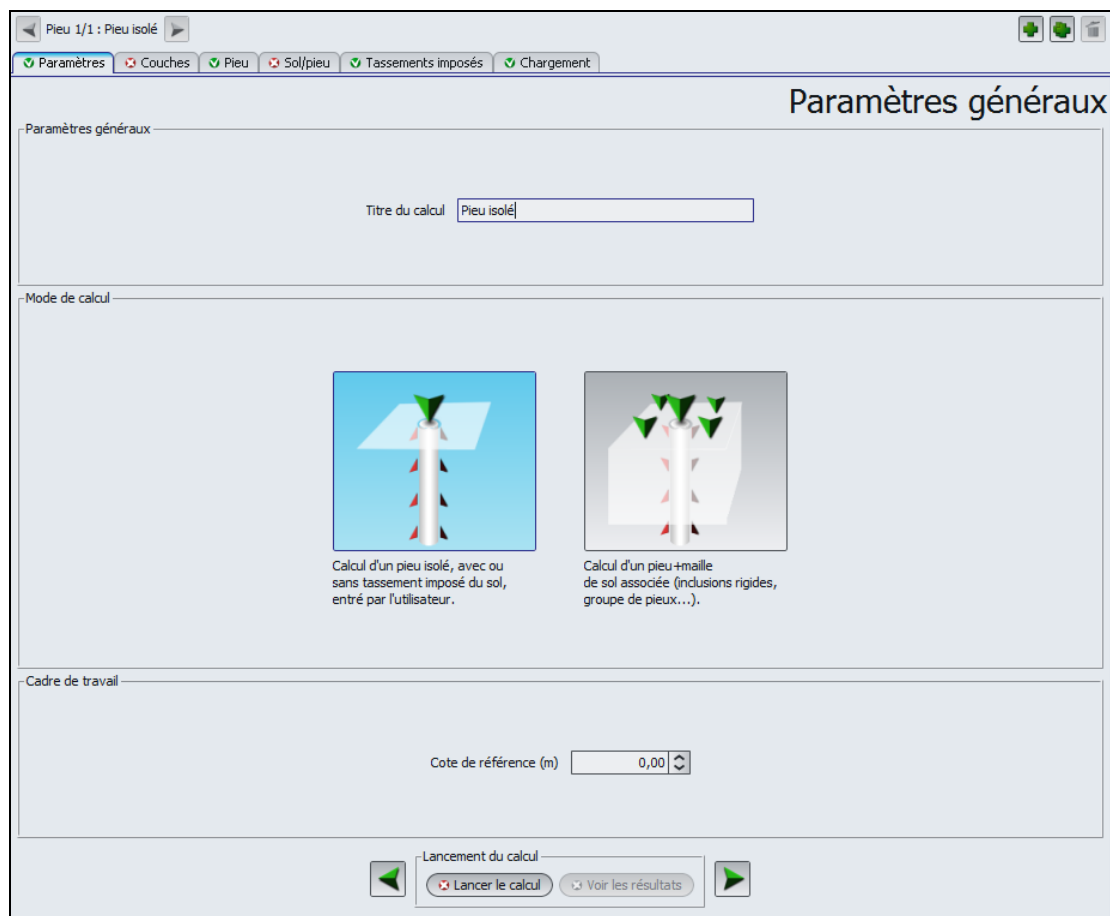 Pieu 1/1 : Pieu isolé
Paramètres
Couches
Pieu
Sol/pieu
Tassements imposés
Chargement
Paramètres généraux
Paramètres généraux
Titre du calcul
Pieu isolé
Mode de calcul
Calcul d'un pieu isolé, avec ou
sans tassement imposé du sol,
entré par l'utilisateur.
Calcul d'un pieu+maille
de sol associée (inclusions rigides,
groupe de pieux...).
Cadre de travail
Cote de référence (m)
0,00
Lancement du calcul
Lancer le calcul
Voir les résultats